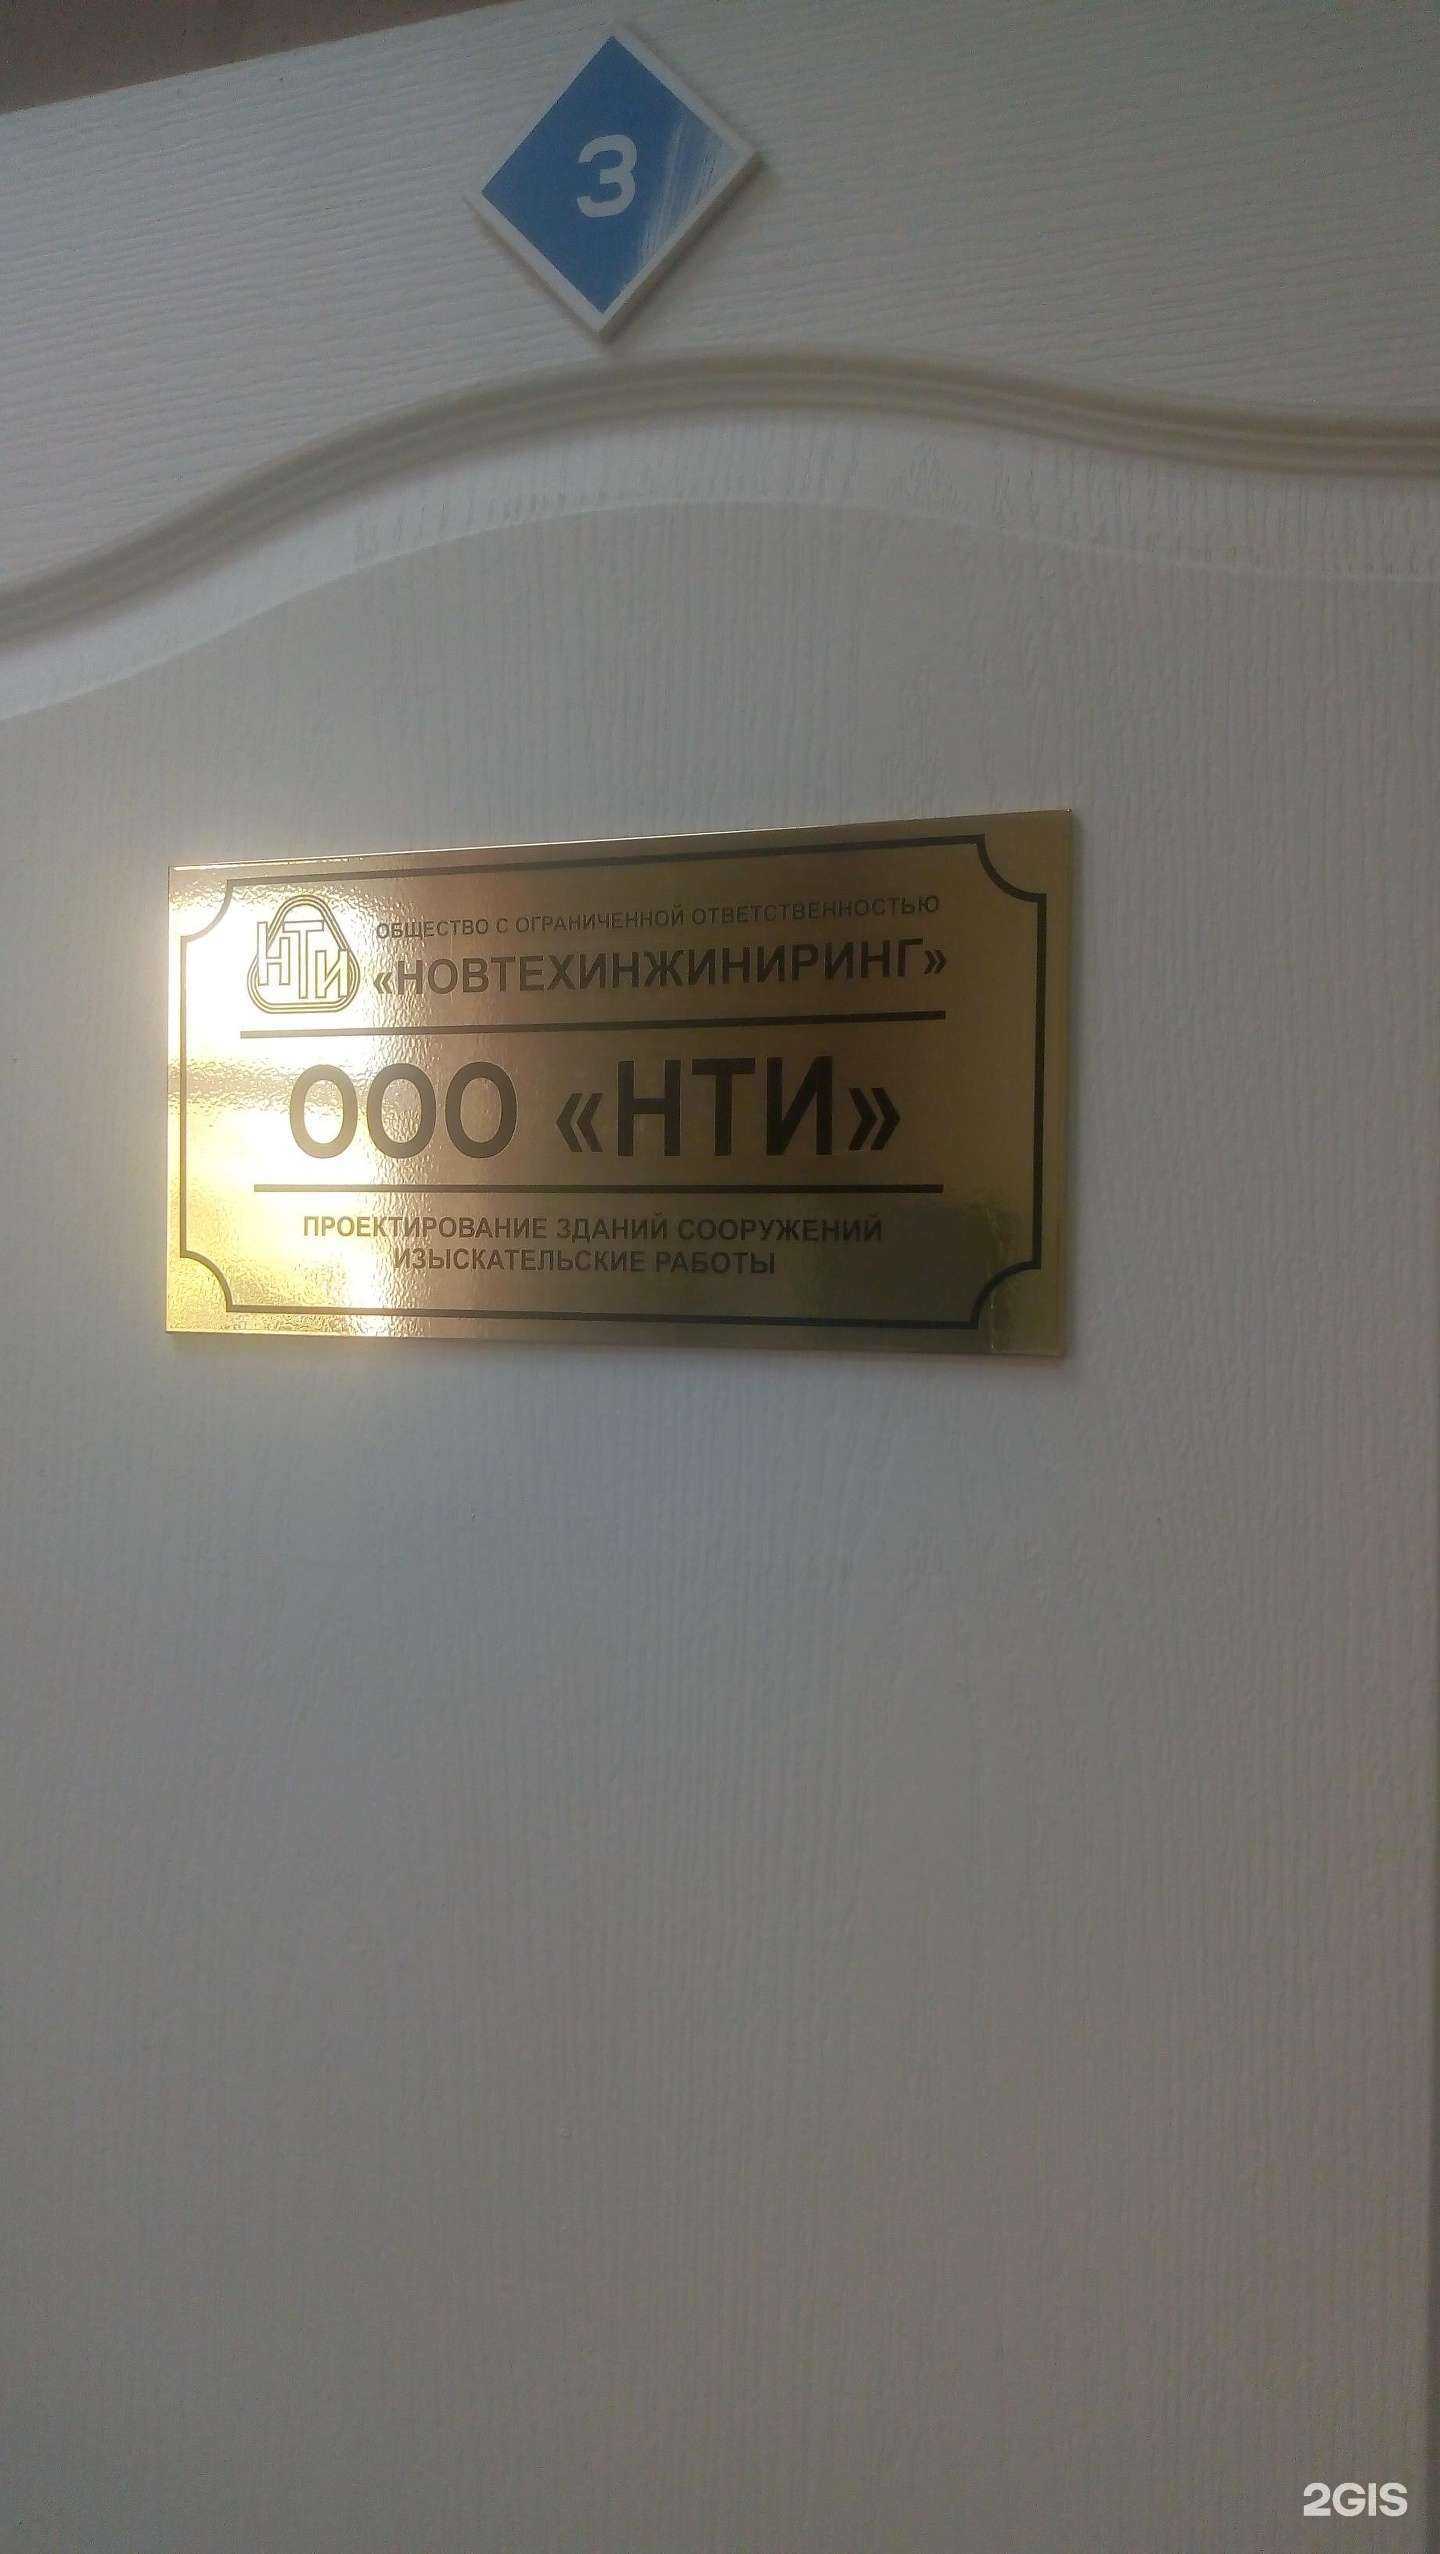 3
НТИ
ОБЩЕСТВО С ОГРАНИЧЕННОЙ ОТВЕТСТВЕННОСТЬЮ
«НОВТЕХИНЖИНИРИНГ»
ООО «НТИ»
ПРОЕКТИРОВАНИЕ ЗДАНИЙ СООРУЖЕНИЙ
ИЗЫСКАТЕЛЬСКИЕ РАБОТЫ
2GIS